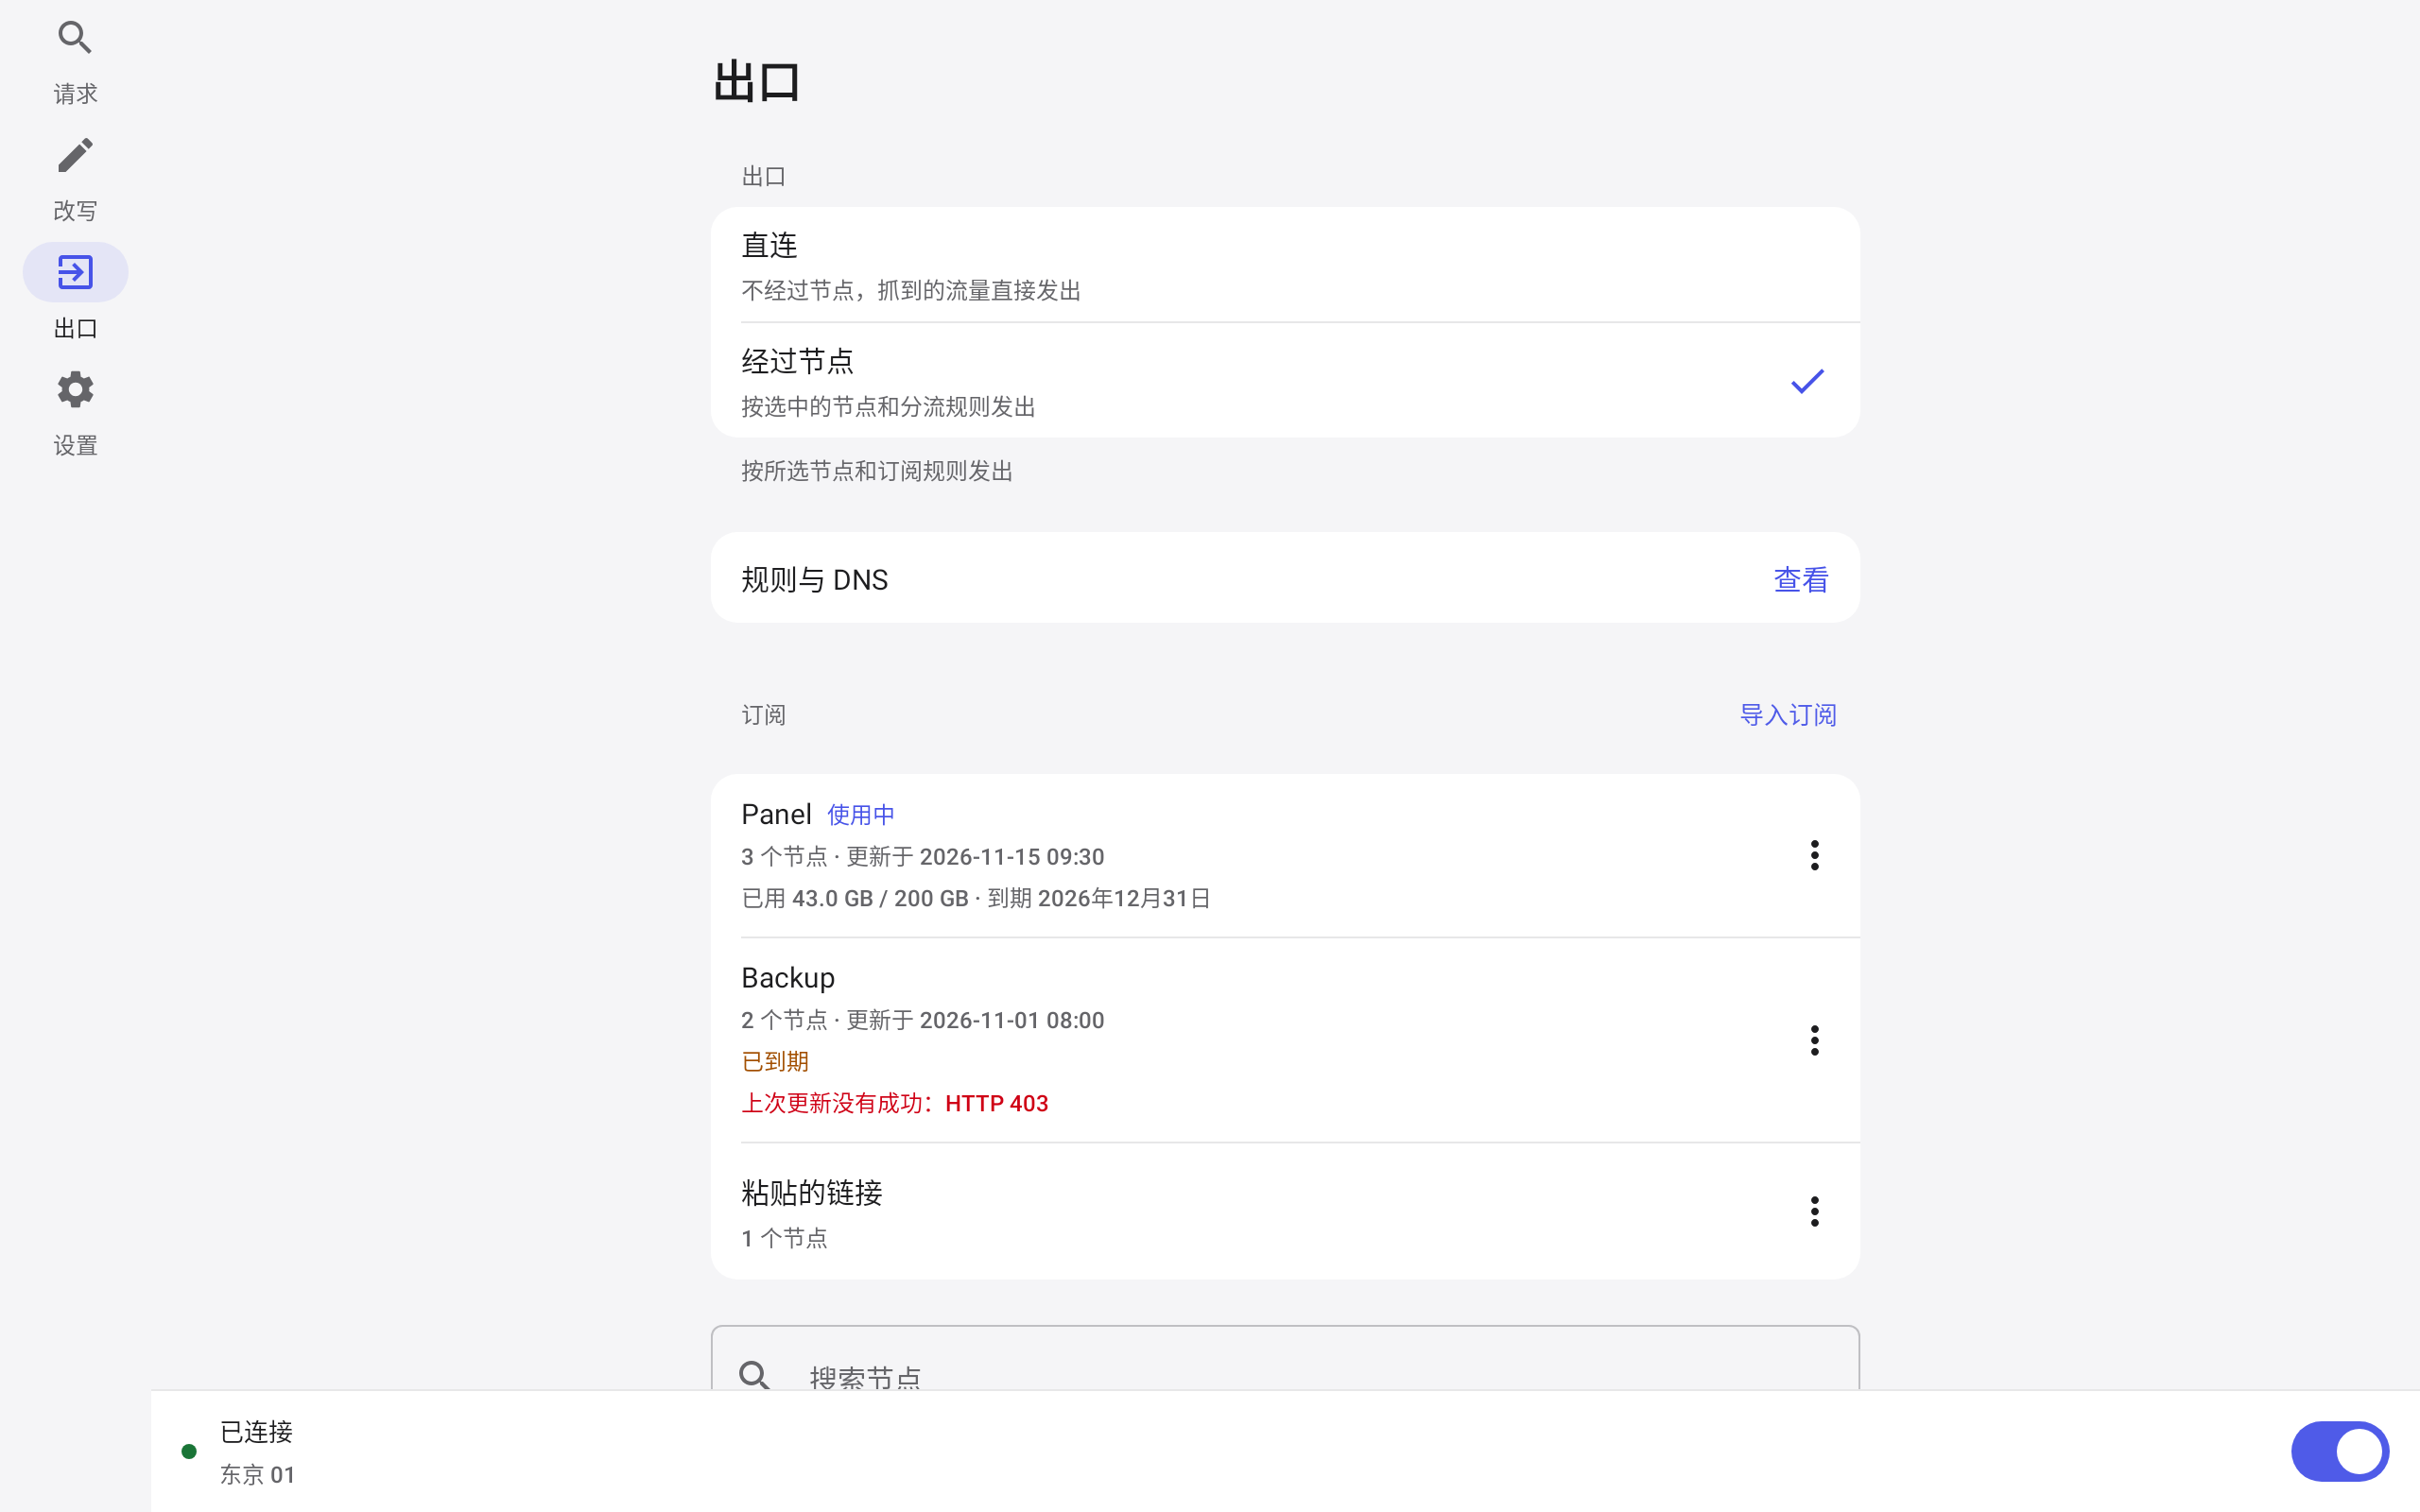 请求
改写
出口
设置
出口
出口
直连
不经过节点，抓到的流量直接发出
经过节点
按选中的节点和分流规则发出
按所选节点和订阅规则发出
规则与 DNS
查看
订阅
导入订阅
Panel 使用中
3 个节点 · 更新于 2026-11-15 09:30
已用 43.0 GB / 200 GB · 到期 2026年12月31日
Backup
2 个节点 · 更新于 2026-11-01 08:00
已到期
上次更新没有成功：HTTP 403
粘贴的链接
1 个节点
搜索节点
已连接
东京 01